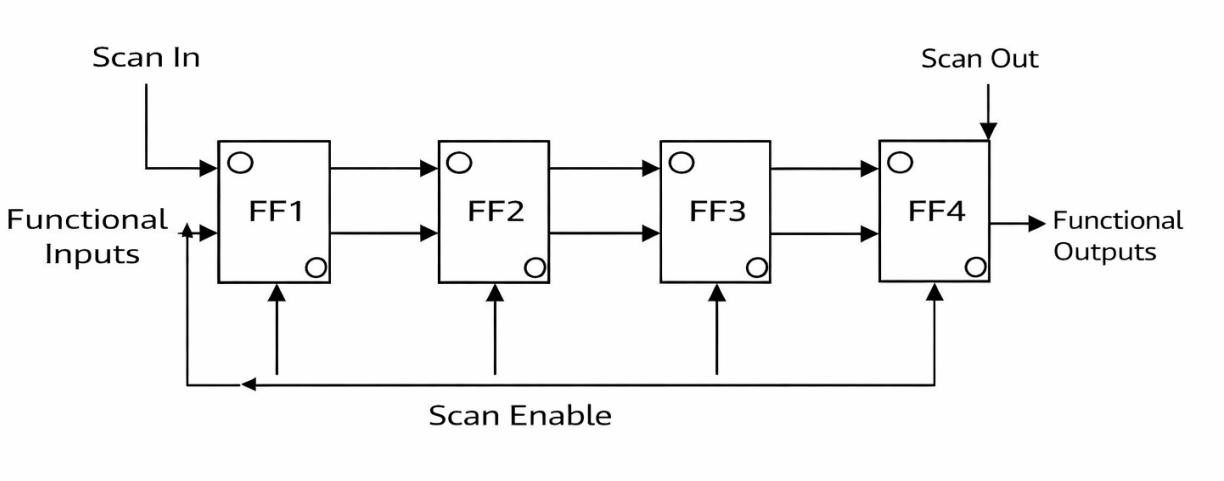 Scan In
Scan Out
FF1
FF2
FF3
FF4
Functional
Inputs
Functional
Outputs
Scan Enable